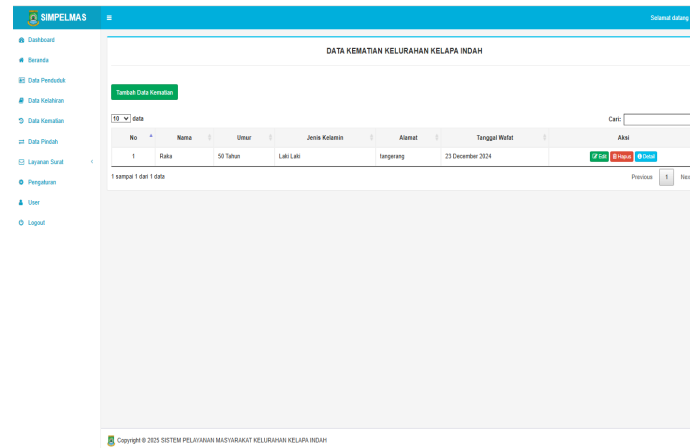 SIMPELMAS
Selamat datang
Dashboard
Beranda
Data Penduduk
Data Kelahiran
Data Kematian
Data Pindah
Layanan Surat
Pengaturan
User
Logout
DATA KEMATIAN KELURAHAN KELAPA INDAH
Tambah Data Kematian
10 data
Cari:
No Nama Umur Jenis Kelamin Alamat Tanggal Wafat Aksi
1 Raka 50 Tahun Laki Laki tangerang 23 December 2024 Edit Hapus Detail
1 sampai 1 dari 1 data
Previous 1 Nex
Copyright © 2025 SISTEM PELAYANAN MASYARAKAT KELURAHAN KELAPA INDAH